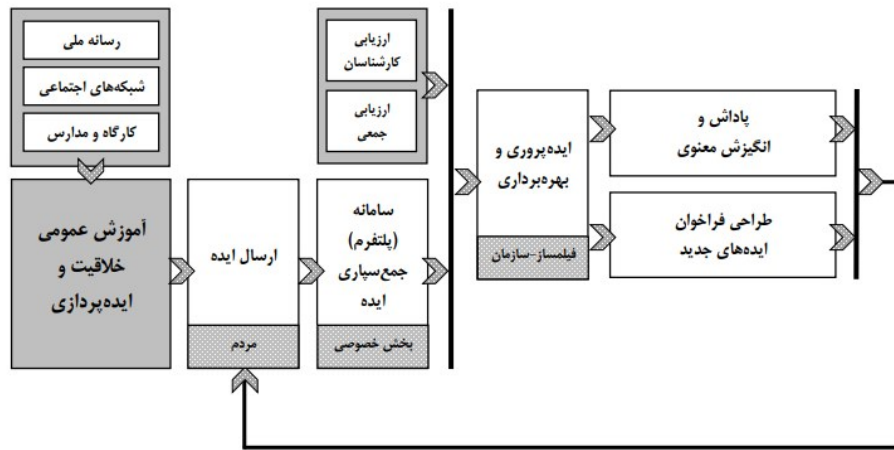 رسانه ملی
شبکه‌های اجتماعی
کارگاه و مدارس
آموزش عمومی
خلاقیت و
ایده‌پردازی
ارسال ایده
مردم
ارزیابی
کارشناسان
ارزیابی
جمعی
سامانه
(پلتفرم)
جمع‌سپاری
ایده
بخش خصوصی
ایده‌پروری و
بهره‌برداری
فیلمساز-سازمان
پاداش و
انگیزش معنوی
طراحی فراخوان
ایده‌های جدید